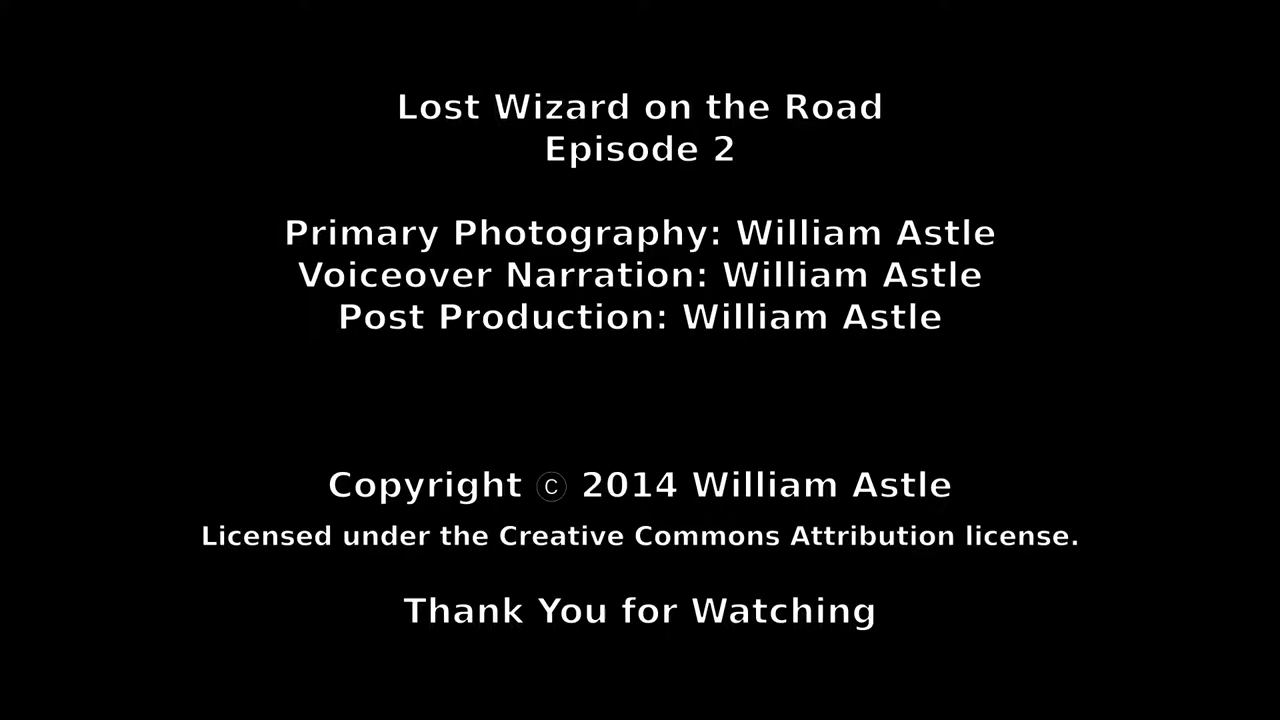 Lost Wizard on the Road
Episode 2
Primary Photography: William Astle
Voiceover Narration: William Astle
Post Production: William Astle
Copyright ⓒ 2014 William Astle
Licensed under the Creative Commons Attribution license.
Thank You for Watching